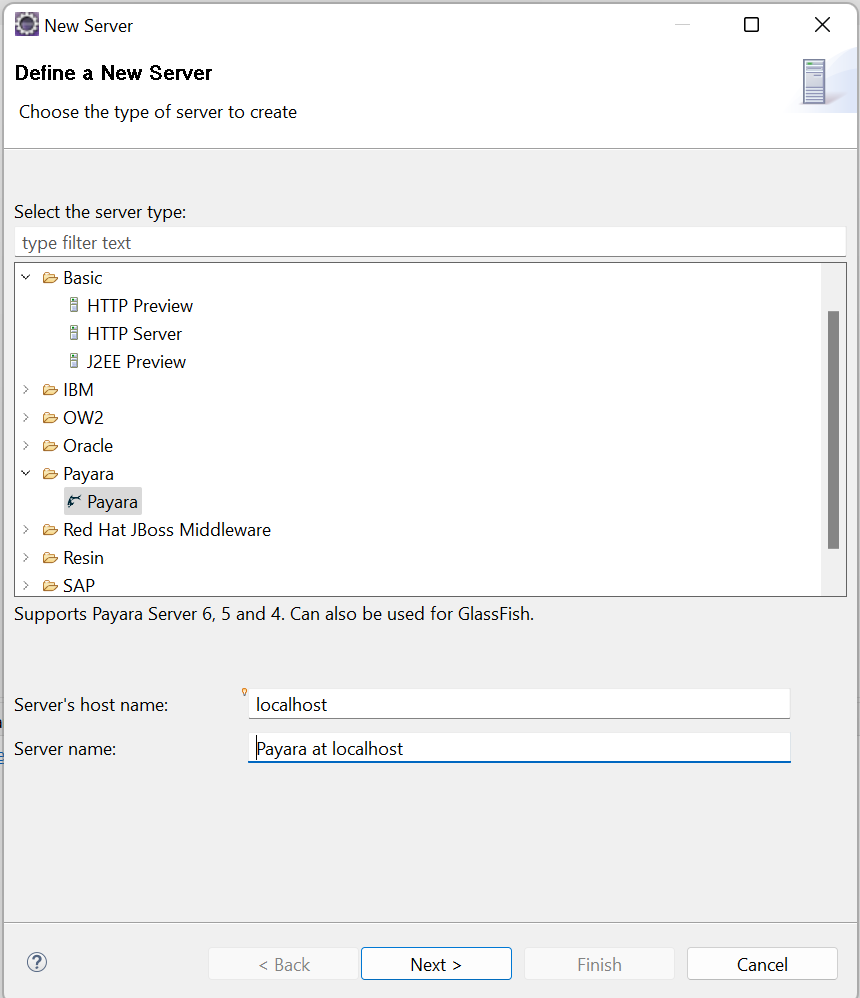 New Server
Define a New Server
Choose the type of server to create
Select the server type:
type filter text
Basic
HTTP Preview
HTTP Server
J2EE Preview
IBM
OW2
Oracle
Payara
Payara
Red Hat JBoss Middleware
Resin
SAP
Supports Payara Server 6, 5 and 4. Can also be used for GlassFish.
Server's host name: localhost
Server name: Payara at localhost
? < Back Next > Finish Cancel